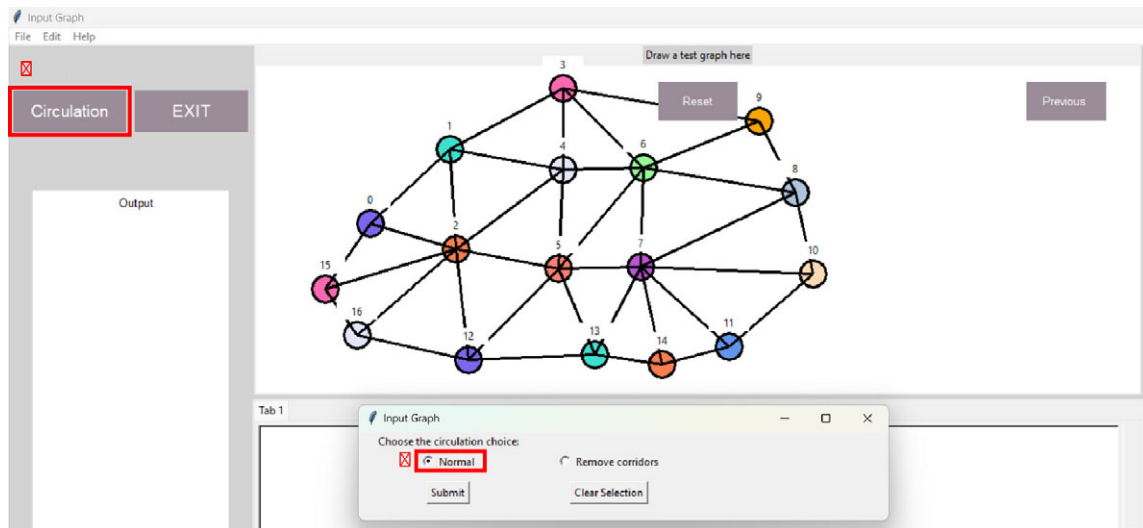 Input Graph
File Edit Help
Draw a test graph here
Circulation
EXIT
Reset
Previous
Output
3
9
1
4
6
8
0
2
5
7
10
15
16
12
13
14
11
Tab 1
Input Graph
Choose the circulation choice:
Normal
Remove corridors
Submit
Clear Selection